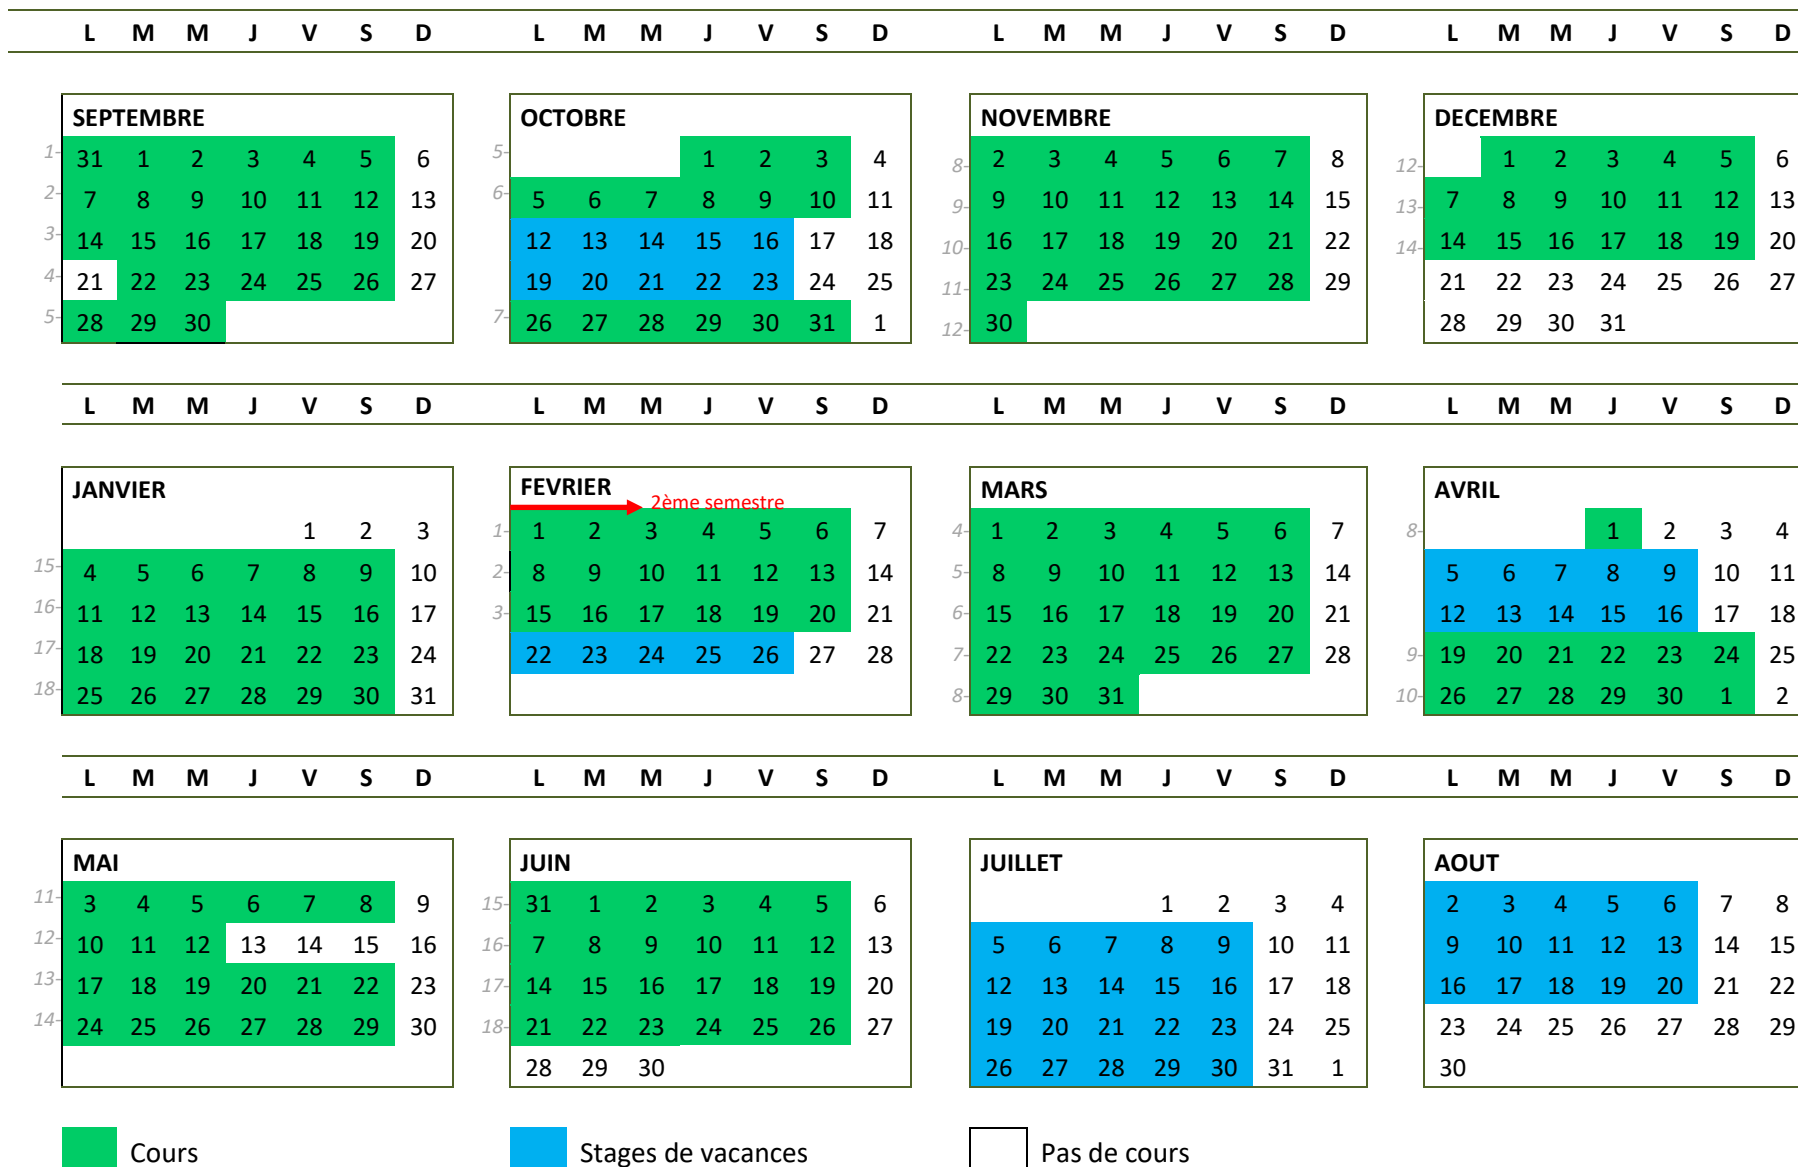 L M M J V S D L M M J V S D L M M J V S D L M M J V S D
SEPTEMBRE OCTOBRE NOVEMBRE DECEMBRE
1 31 1 2 3 4 5 6 5 1 2 3 4 8 2 3 4 5 6 7 8 12 1 2 3 4 5 6
2 7 8 9 10 11 12 13 6 5 6 7 8 9 10 11 9 9 10 11 12 13 14 15 13 7 8 9 10 11 12 13
3 14 15 16 17 18 19 20 12 13 14 15 16 17 18 10 16 17 18 19 20 21 22 14 14 15 16 17 18 19 20
4 21 22 23 24 25 26 27 19 20 21 22 23 24 25 11 23 24 25 26 27 28 29 21 22 23 24 25 26 27
5 28 29 30 7 26 27 28 29 30 31 1 12 30 28 29 30 31
L M M J V S D L M M J V S D L M M J V S D L M M J V S D
JANVIER FEVRIER MARS AVRIL
2ème semestre
1 2 3 1 1 2 3 4 5 6 7 4 1 2 3 4 5 6 7 8 1 2 3 4
15 4 5 6 7 8 9 10 2 8 9 10 11 12 13 14 5 8 9 10 11 12 13 14 5 6 7 8 9 10 11
16 11 12 13 14 15 16 17 3 15 16 17 18 19 20 21 6 15 16 17 18 19 20 21 12 13 14 15 16 17 18
17 18 19 20 21 22 23 24 22 23 24 25 26 27 28 7 22 23 24 25 26 27 28 9 19 20 21 22 23 24 25
18 25 26 27 28 29 30 31 8 29 30 31 10 26 27 28 29 30 1 2
L M M J V S D L M M J V S D L M M J V S D L M M J V S D
MAI JUIN JUILLET AOUT
11 3 4 5 6 7 8 9 15 31 1 2 3 4 5 6 1 2 3 4 2 3 4 5 6 7 8
12 10 11 12 13 14 15 16 16 7 8 9 10 11 12 13 5 6 7 8 9 10 11 9 10 11 12 13 14 15
13 17 18 19 20 21 22 23 17 14 15 16 17 18 19 20 12 13 14 15 16 17 18 16 17 18 19 20 21 22
14 24 25 26 27 28 29 30 18 21 22 23 24 25 26 27 19 20 21 22 23 24 25 23 24 25 26 27 28 29
28 29 30 26 27 28 29 30 31 1 30
Cours Stages de vacances Pas de cours